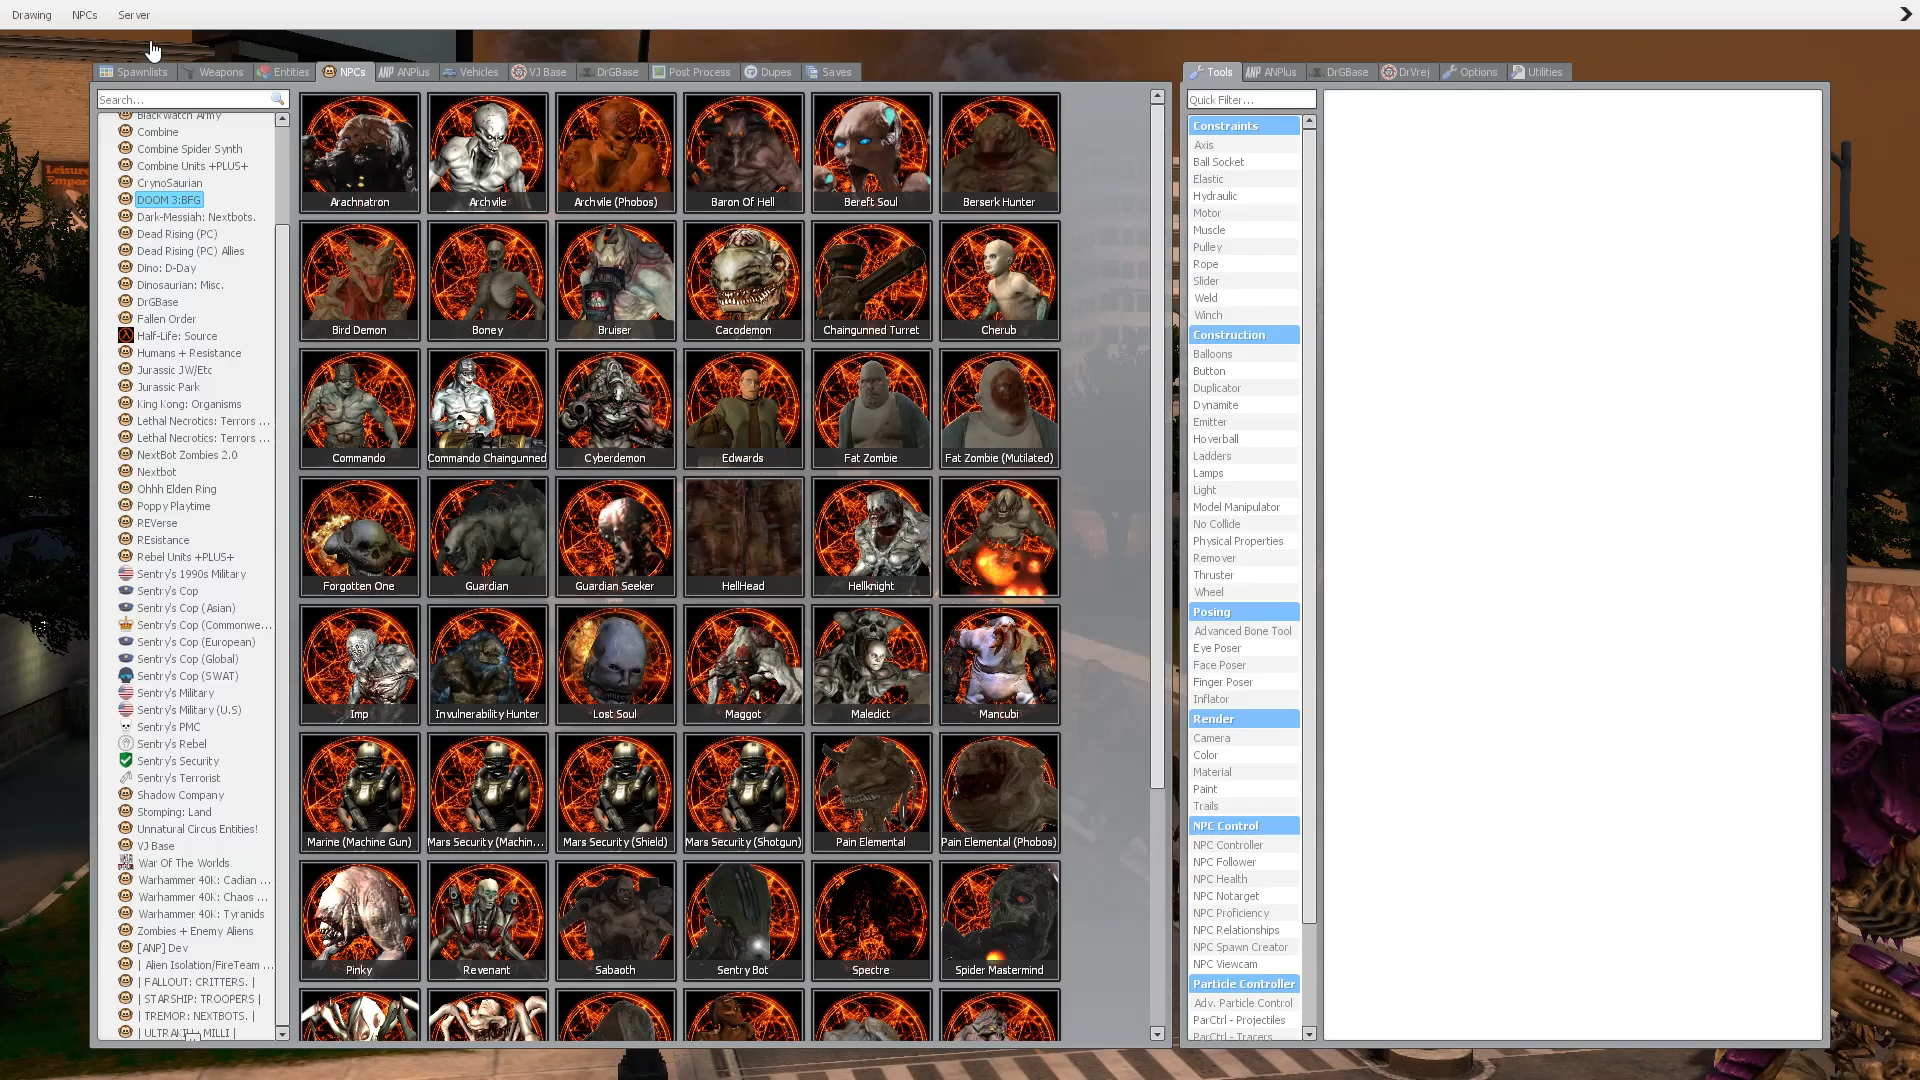 Drawing NPCs Server
Spawnlists Weapons Entities NPCs ANPlus Vehicles VJ Base DrGBase Post Process Dupes Saves
Search...
BlackWatch Army
Combine
Combine Spider Synth
Combine Units +PLUS+
CrynoSaurian
DOOM 3:BFG
Dark-Messiah: Nextbots.
Dead Rising (PC)
Dead Rising (PC) Allies
Dino: D-Day
Dinosaurian: Misc.
DrGBase
Fallen Order
Half-Life: Source
Humans + Resistance
Jurassic JW/Etc
Jurassic Park
King Kong: Organisms
Lethal Necrotics: Terrors ...
Lethal Necrotics: Terrors ...
NextBot Zombies 2.0
Nextbot
Ohhh Elden Ring
Poppy Playtime
REVerse
REsistance
Rebel Units +PLUS+
Sentry's 1990s Military
Sentry's Cop
Sentry's Cop (Asian)
Sentry's Cop (Commonwe...
Sentry's Cop (European)
Sentry's Cop (Global)
Sentry's Cop (SWAT)
Sentry's Military
Sentry's Military (U.S)
Sentry's PMC
Sentry's Rebel
Sentry's Security
Sentry's Terrorist
Shadow Company
Stomping: Land
Unnatural Circus Entities!
VJ Base
War Of The Worlds
Warhammer 40K: Cadian ...
Warhammer 40K: Chaos ...
Warhammer 40K: Tyranids
Zombies + Enemy Aliens
[ANP] Dev
| Alien Isolation/FireTeam ...
| FALLOUT: CRITTERS. |
| STARSHIP: TROOPERS |
| TREMOR: NEXTBOTS. |
MILLI |
Arachnatron Archvile Archvile (Phobos) Baron Of Hell Bereft Soul Berserk Hunter
Bird Demon Boney Bruiser Cacodemon Chaingunned Turret Cherub
Commando Commando Chaingunned Cyberdemon Edwards Fat Zombie Fat Zombie (Mutilated)
Forgotten One Guardian Guardian Seeker HellHead Hellknight
Imp Invulnerability Hunter Lost Soul Maggot Maledict Mancubi
Marine (Machine Gun) Mars Security (Machin... Mars Security (Shield) Mars Security (Shotgun) Pain Elemental Pain Elemental (Phobos)
Pinky Revenant Sabaoth Sentry Bot Spectre Spider Mastermind
Tools ANPlus DrGBase DrVrej Options Utilities
Quick Filter...
Constraints
Axis
Ball Socket
Elastic
Hydraulic
Motor
Muscle
Pulley
Rope
Slider
Weld
Winch
Construction
Balloons
Button
Duplicator
Dynamite
Emitter
Hoverball
Ladders
Lamps
Light
Model Manipulator
No Collide
Physical Properties
Remover
Thruster
Wheel
Posing
Advanced Bone Tool
Eye Poser
Face Poser
Finger Poser
Inflator
Render
Camera
Color
Material
Paint
Trails
NPC Control
NPC Controller
NPC Follower
NPC Health
NPC Notarget
NPC Proficiency
NPC Relationships
NPC Spawn Creator
NPC Viewcam
Particle Controller
Adv. Particle Control
ParCtrl - Projectiles
ParCtrl - Tracers